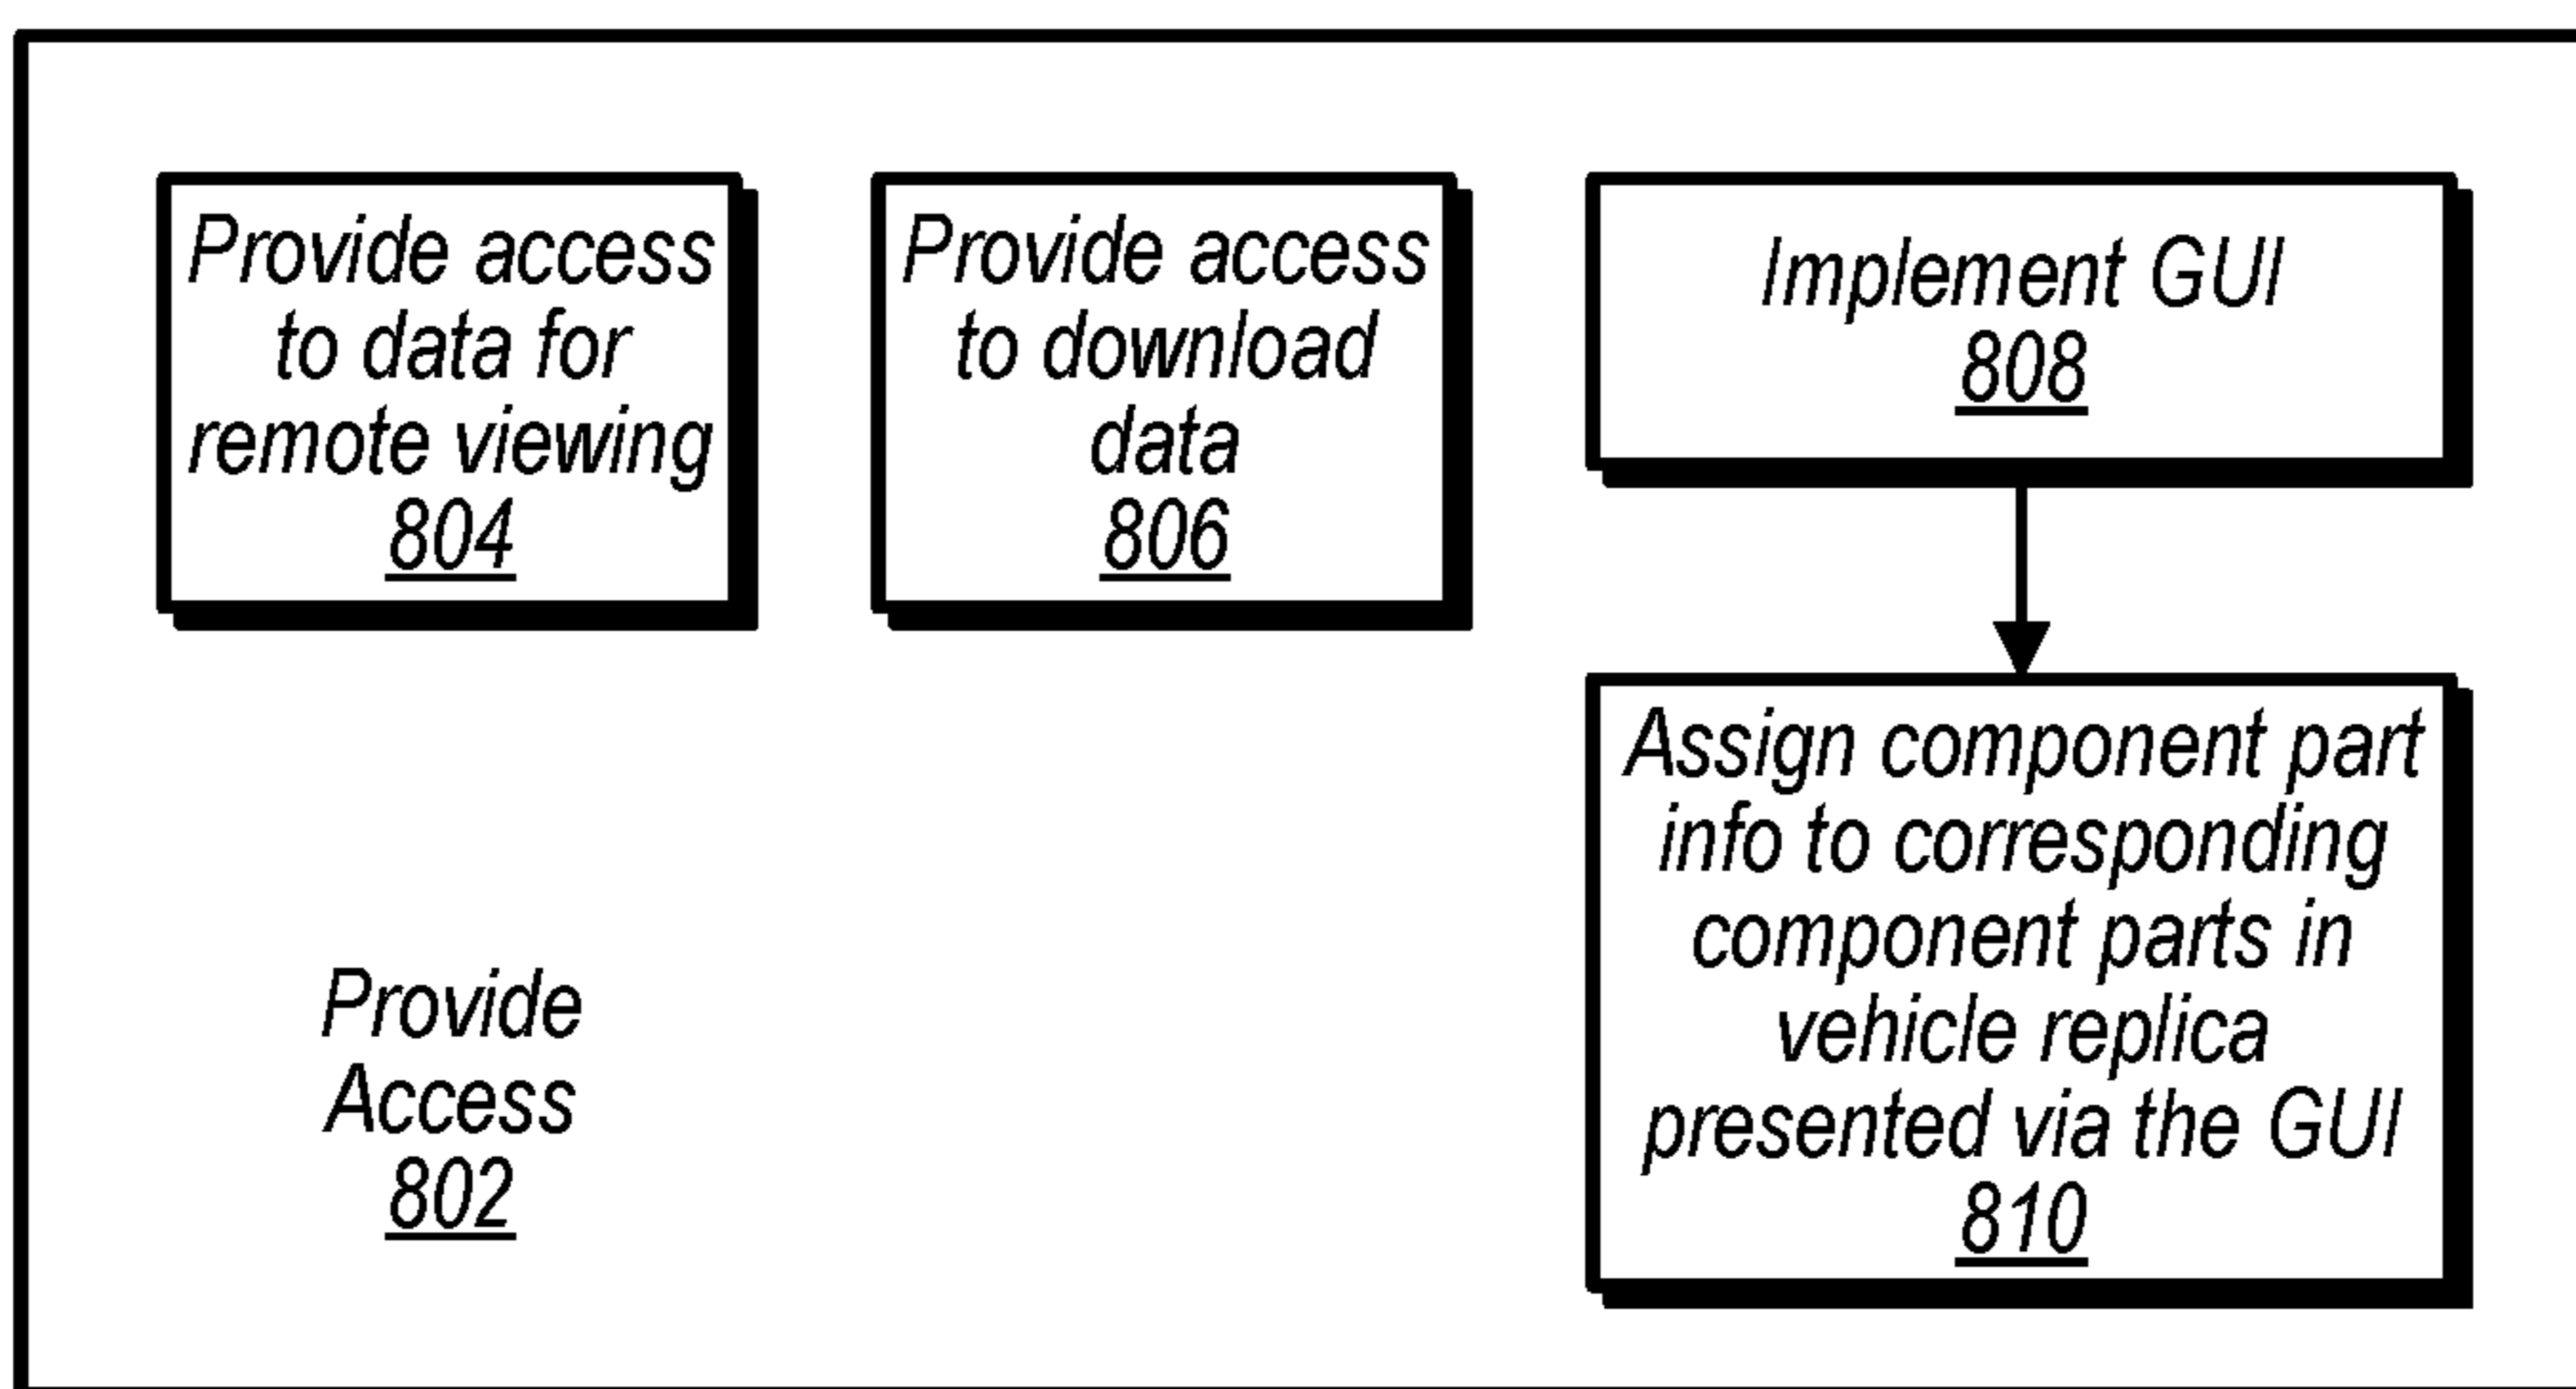 Provide access
to data for
remote viewing
804
Provide access
to download
data
806
Implement GUI
808
Assign component part
info to corresponding
component parts in
vehicle replica
presented via the GUI
810
Provide
Access
802